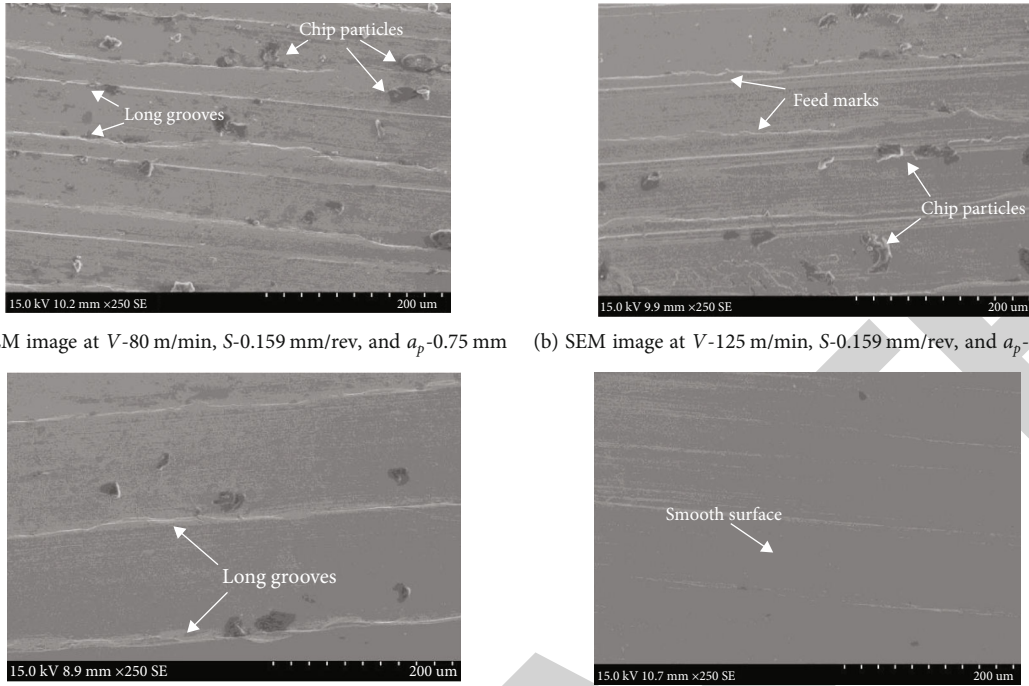 Chip particles
Long grooves
15.0 kV 10.2 mm ×250 SE 200 um
Feed marks
Chip particles
15.0 kV 9.9 mm ×250 SE 200 um
M image at V-80 m/min, S-0.159 mm/rev, and ap-0.75 mm
(b) SEM image at V-125 m/min, S-0.159 mm/rev, and ap-
Long grooves
15.0 kV 8.9 mm ×250 SE 200 um
Smooth surface
15.0 kV 10.7 mm ×250 SE 200 um